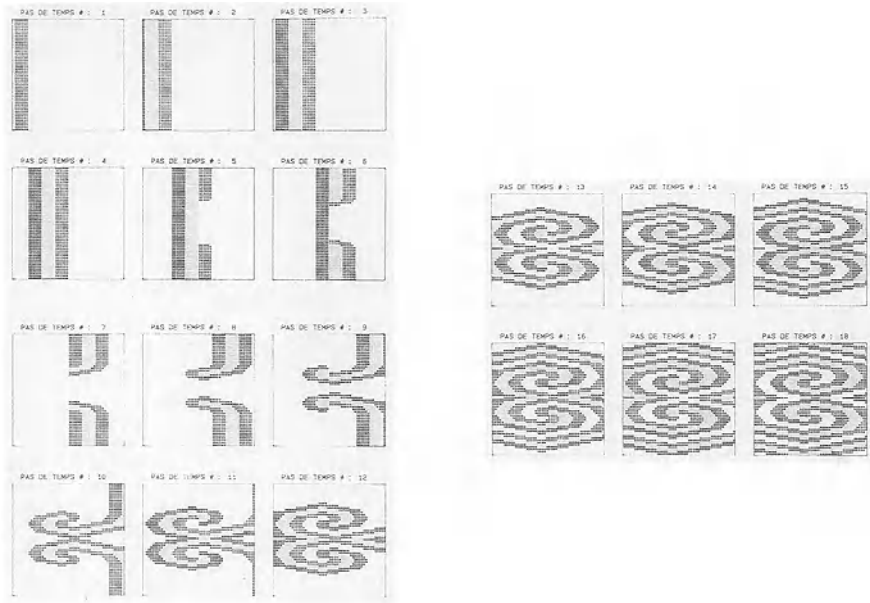 PAS DE TEMPS # : 1
PAS DE TEMPS # : 2
PAS DE TEMPS # : 3
PAS DE TEMPS # : 4
PAS DE TEMPS # : 5
PAS DE TEMPS # : 6
PAS DE TEMPS # : 7
PAS DE TEMPS # : 8
PAS DE TEMPS # : 9
PAS DE TEMPS # : 10
PAS DE TEMPS # : 11
PAS DE TEMPS # : 12
PAS DE TEMPS # : 13
PAS DE TEMPS # : 14
PAS DE TEMPS # : 15
PAS DE TEMPS # : 16
PAS DE TEMPS # : 17
PAS DE TEMPS # : 18